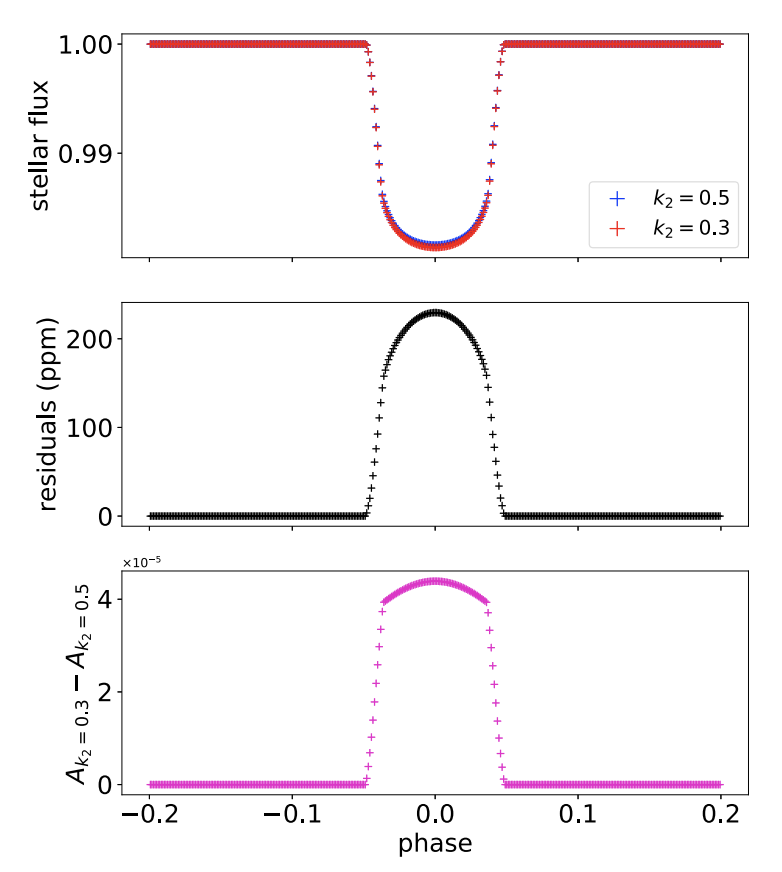 1.00
0.99
stellar flux
k₂ = 0.5
k₂ = 0.3
200
100
0
residuals (ppm)
×10⁻⁵
4
2
0
A_{k₂ = 0.3} − A_{k₂ = 0.5}
−0.2 −0.1 0.0 0.1 0.2
phase